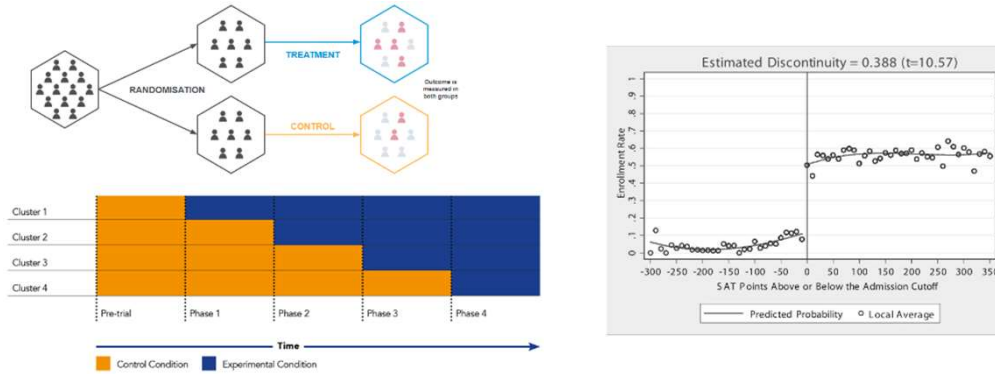 RANDOMISATION
TREATMENT
CONTROL
Outcome is
measured in
both groups
Cluster 1
Cluster 2
Cluster 3
Cluster 4
Pre-trial
Phase 1
Phase 2
Phase 3
Phase 4
Time
Control Condition
Experimental Condition
Estimated Discontinuity = 0.388 (t=10.57)
Enrollment Rate
0 .1 .2 .3 .4 .5 .6 .7 .8 .9 1
-300 -250 -200 -150 -100 -50 0 50 100 150 200 250 300 350
SAT Points Above or Below the Admission Cutoff
Predicted Probability
Local Average